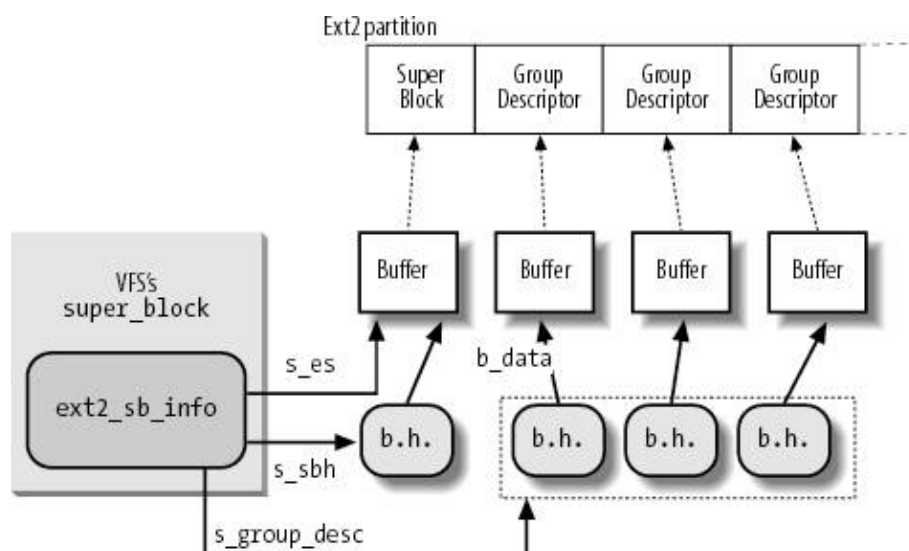 Ext2 partition
Super
Block
Group
Descriptor
Group
Descriptor
Group
Descriptor
Buffer
Buffer
Buffer
Buffer
VFS's
super_block
ext2_sb_info
s_es
b_data
b.h.
b.h.
b.h.
b.h.
s_sbh
s_group_desc